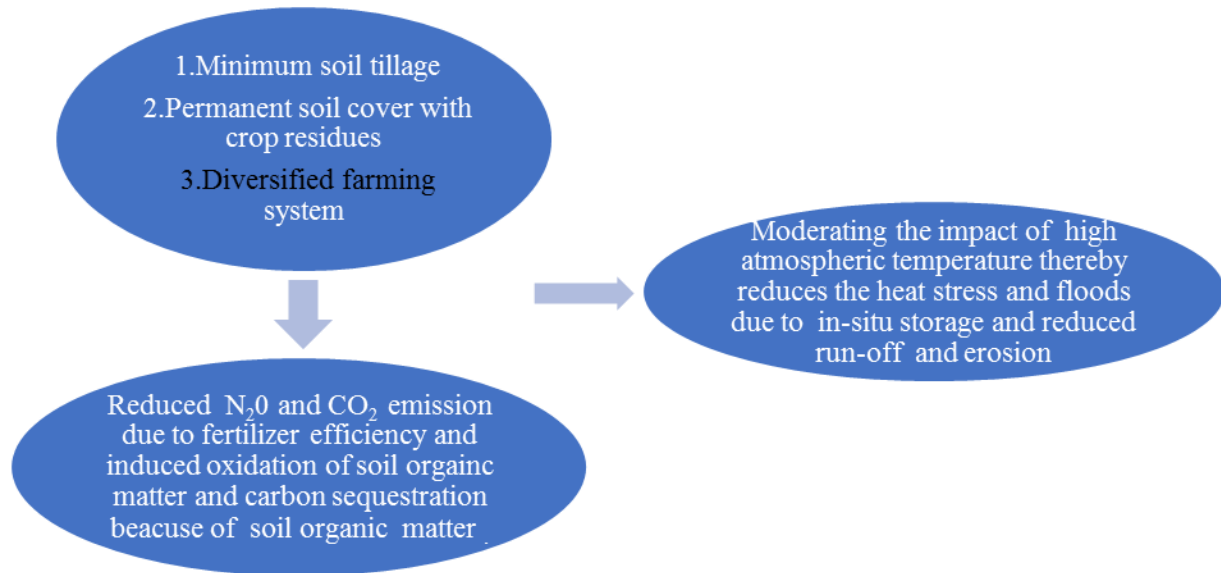 1.Minimum soil tillage
2.Permanent soil cover with
crop residues
3.Diversified farming
system
Moderating the impact of high
atmospheric temperature thereby
reduces the heat stress and floods
due to in-situ storage and reduced
run-off and erosion
Reduced N₂0 and CO₂ emission
due to fertilizer efficiency and
induced oxidation of soil orgainc
matter and carbon sequestration
beacuse of soil organic matter .